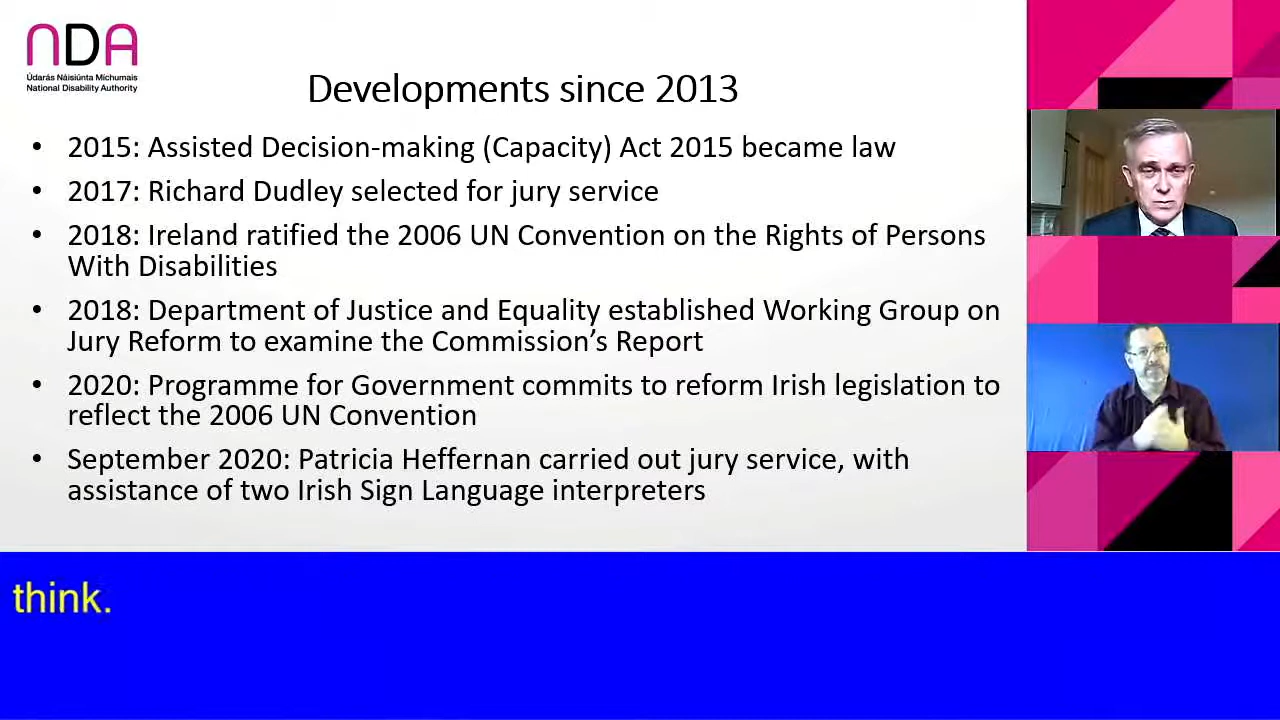 NDA
Údarás Náisiúnta Míchumais
National Disability Authority
Developments since 2013
• 2015: Assisted Decision-making (Capacity) Act 2015 became law
• 2017: Richard Dudley selected for jury service
• 2018: Ireland ratified the 2006 UN Convention on the Rights of Persons
With Disabilities
• 2018: Department of Justice and Equality established Working Group on
Jury Reform to examine the Commission’s Report
• 2020: Programme for Government commits to reform Irish legislation to
reflect the 2006 UN Convention
• September 2020: Patricia Heffernan carried out jury service, with
assistance of two Irish Sign Language interpreters
think.